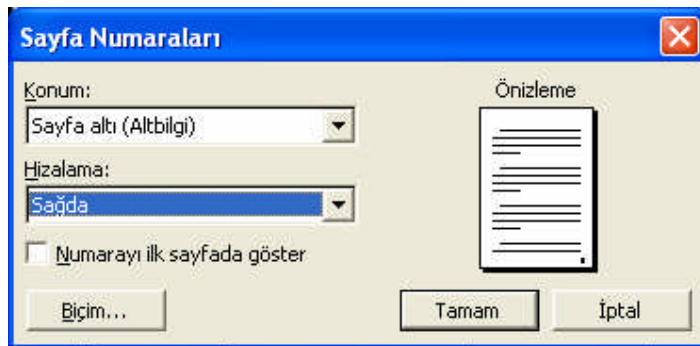 Sayfa Numaraları
Konum:
Önizleme
Sayfa altı (Altbilgi)
Hizalama:
Sağda
Numarayı ilk sayfada göster
Biçim...
Tamam
İptal